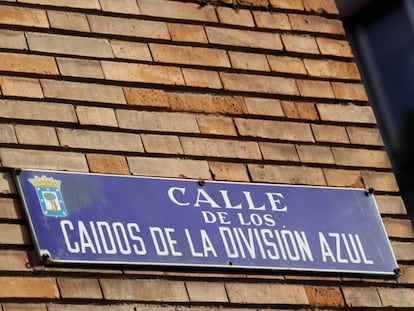 CALLE
DE LOS
CAIDOS DE LA DIVISIÓN AZUL